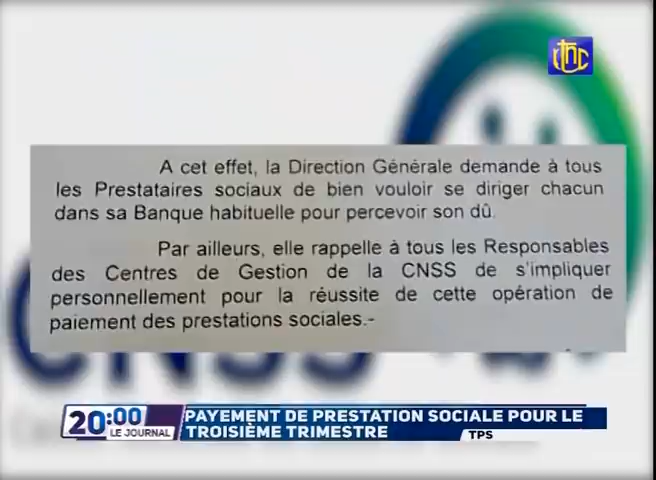 rtnc
A cet effet, la Direction Générale demande à tous
les Prestataires sociaux de bien vouloir se diriger chacun
dans sa Banque habituelle pour percevoir son dû.
Par ailleurs, elle rappelle à tous les Responsables
des Centres de Gestion de la CNSS de s'impliquer
personnellement pour la réussite de cette opération de
paiement des prestations sociales.-
CNSS
20:00
LE JOURNAL
PAYEMENT DE PRESTATION SOCIALE POUR LE
TROISIÈME TRIMESTRE
TPS